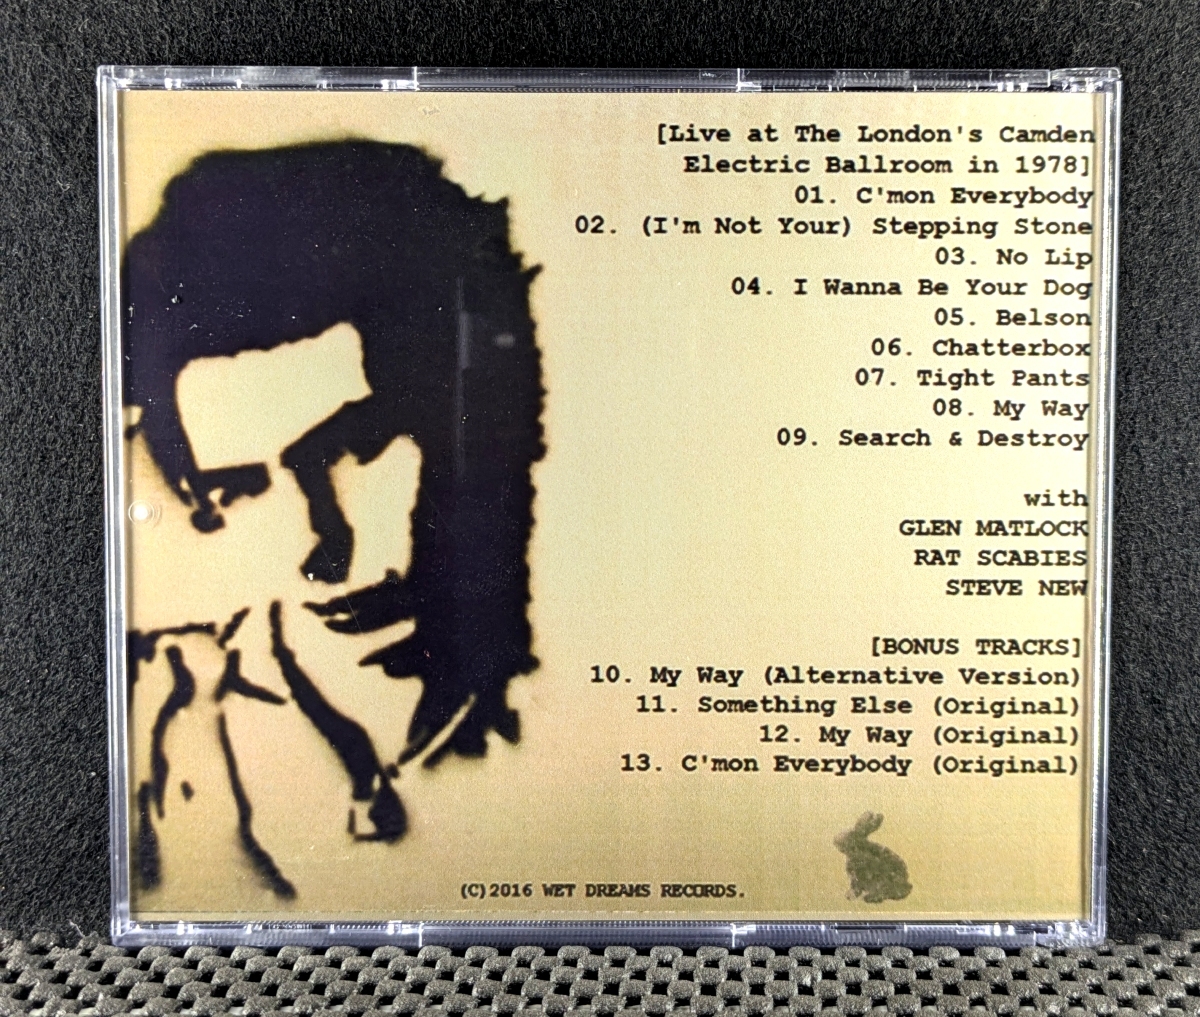 [Live at The London's Camden
Electric Ballroom in 1978]
01. C'mon Everybody
02. (I'm Not Your) Stepping Stone
03. No Lip
04. I Wanna Be Your Dog
05. Belson
06. Chatterbox
07. Tight Pants
08. My Way
09. Search & Destroy
with
GLEN MATLOCK
RAT SCABIES
STEVE NEW
[BONUS TRACKS]
10. My Way (Alternative Version)
11. Something Else (Original)
12. My Way (Original)
13. C'mon Everybody (Original)
(C)2016 WET DREAMS RECORDS.